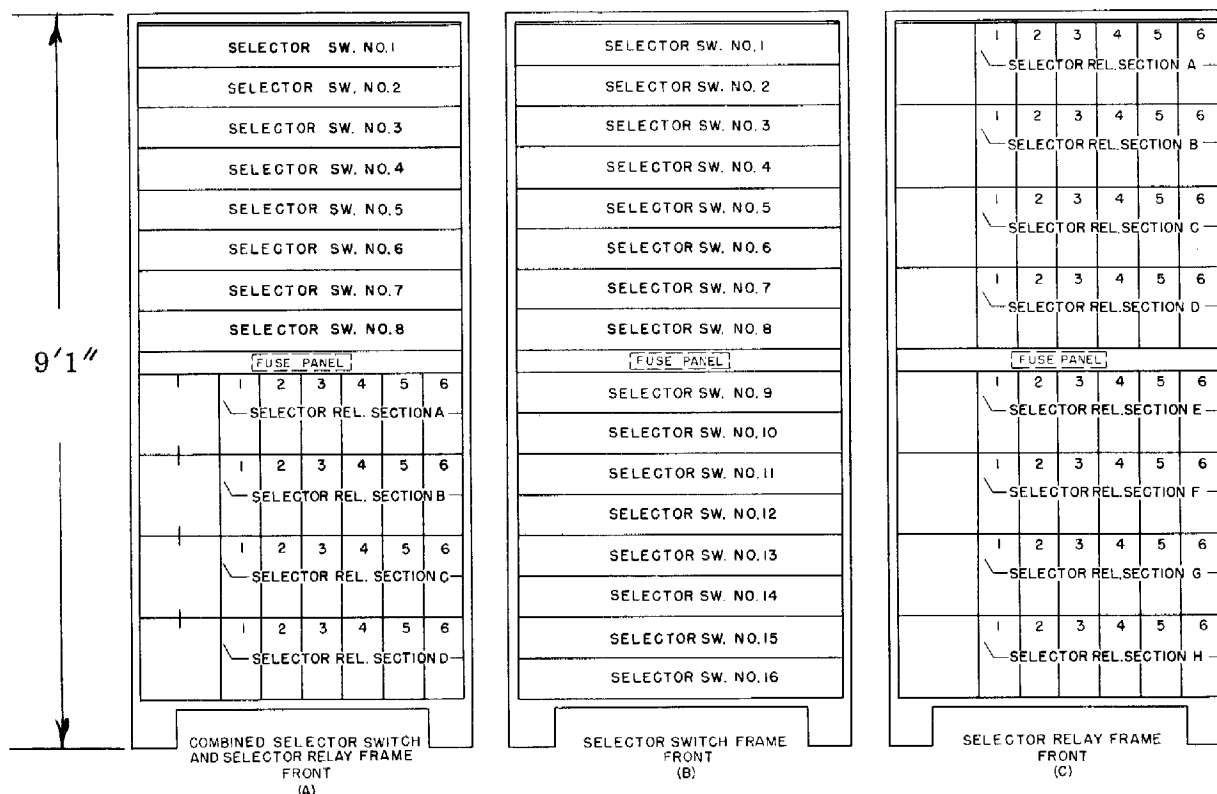 9'1"
SELECTOR SW. NO. 1
SELECTOR SW. NO. 2
SELECTOR SW. NO. 3
SELECTOR SW. NO. 4
SELECTOR SW. NO. 5
SELECTOR SW. NO. 6
SELECTOR SW. NO. 7
SELECTOR SW. NO. 8
FUSE PANEL
1 2 3 4 5 6
SELECTOR REL. SECTION A
1 2 3 4 5 6
SELECTOR REL. SECTION B
1 2 3 4 5 6
SELECTOR REL. SECTION C
1 2 3 4 5 6
SELECTOR REL. SECTION D
COMBINED SELECTOR SWITCH
AND SELECTOR RELAY FRAME
FRONT
(A)
SELECTOR SW. NO. 1
SELECTOR SW. NO. 2
SELECTOR SW. NO. 3
SELECTOR SW. NO. 4
SELECTOR SW. NO. 5
SELECTOR SW. NO. 6
SELECTOR SW. NO. 7
SELECTOR SW. NO. 8
FUSE PANEL
SELECTOR SW. NO. 9
SELECTOR SW. NO. 10
SELECTOR SW. NO. 11
SELECTOR SW. NO. 12
SELECTOR SW. NO. 13
SELECTOR SW. NO. 14
SELECTOR SW. NO. 15
SELECTOR SW. NO. 16
SELECTOR SWITCH FRAME
FRONT
(B)
1 2 3 4 5 6
SELECTOR REL. SECTION A
1 2 3 4 5 6
SELECTOR REL. SECTION B
1 2 3 4 5 6
SELECTOR REL. SECTION C
1 2 3 4 5 6
SELECTOR REL. SECTION D
FUSE PANEL
1 2 3 4 5 6
SELECTOR REL. SECTION E
1 2 3 4 5 6
SELECTOR REL. SECTION F
1 2 3 4 5 6
SELECTOR REL. SECTION G
1 2 3 4 5 6
SELECTOR REL. SECTION H
SELECTOR RELAY FRAME
FRONT
(C)